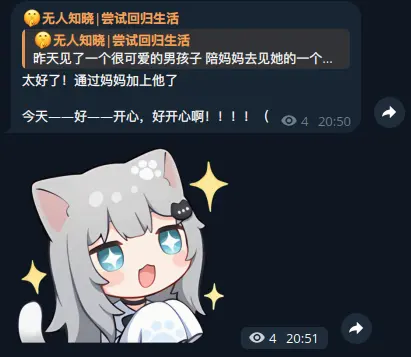 🤫无人知晓|尝试回归生活
🤫无人知晓|尝试回归生活
昨天见了一个很可爱的男孩子 陪妈妈去见她的一个...
太好了！通过妈妈加上他了
今天——好——开心，好开心啊！！！！（
4 20:50
4 20:51